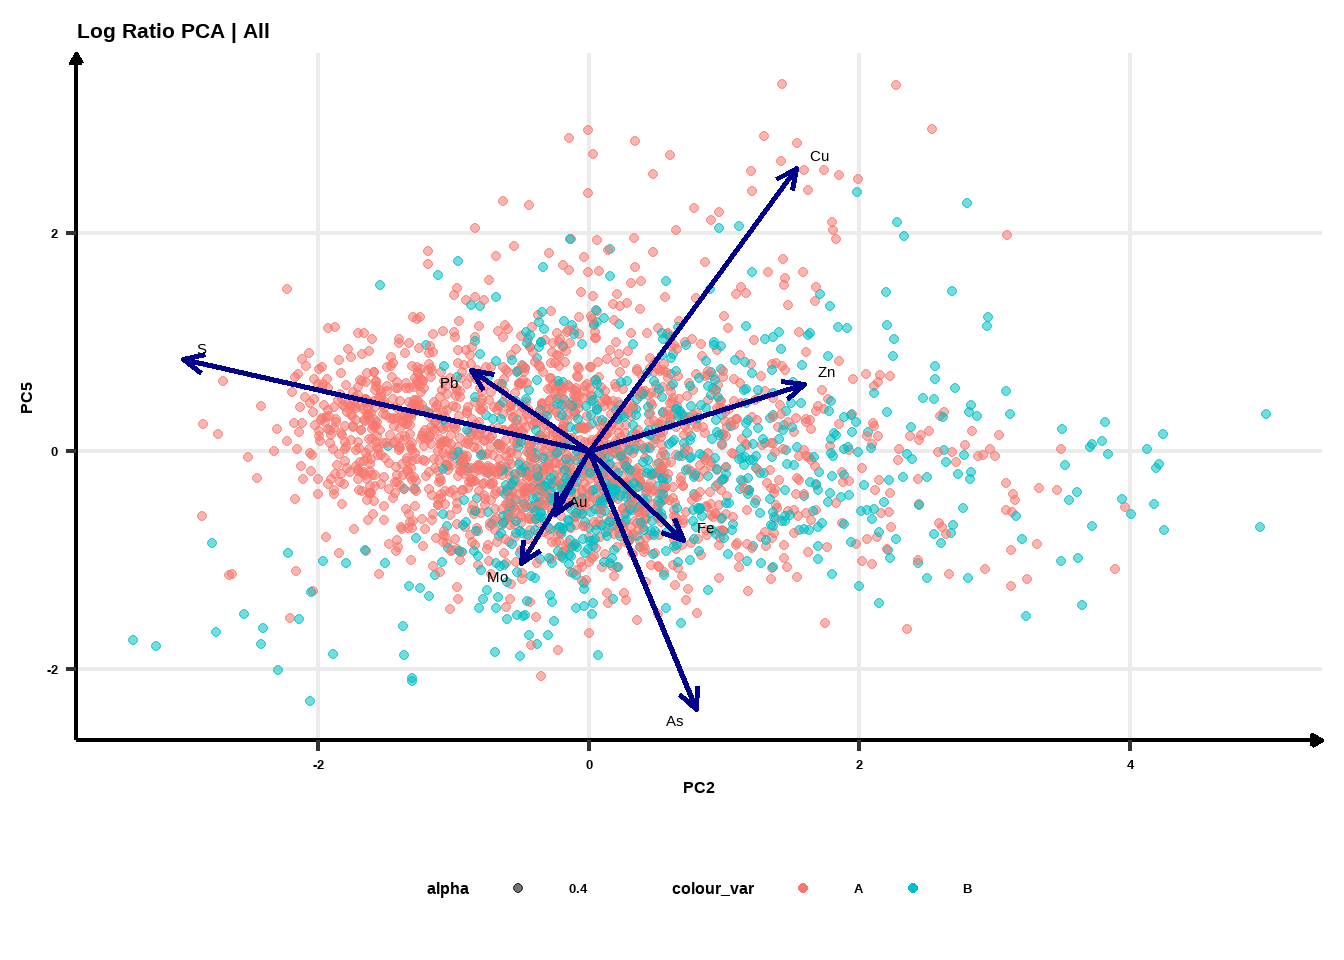 Log Ratio PCA | All
PC5
2
0
-2
Cu
S
Zn
Pb
Au
Fe
Mo
As
-2 0 2 4
PC2
alpha 0.4 colour_var A B